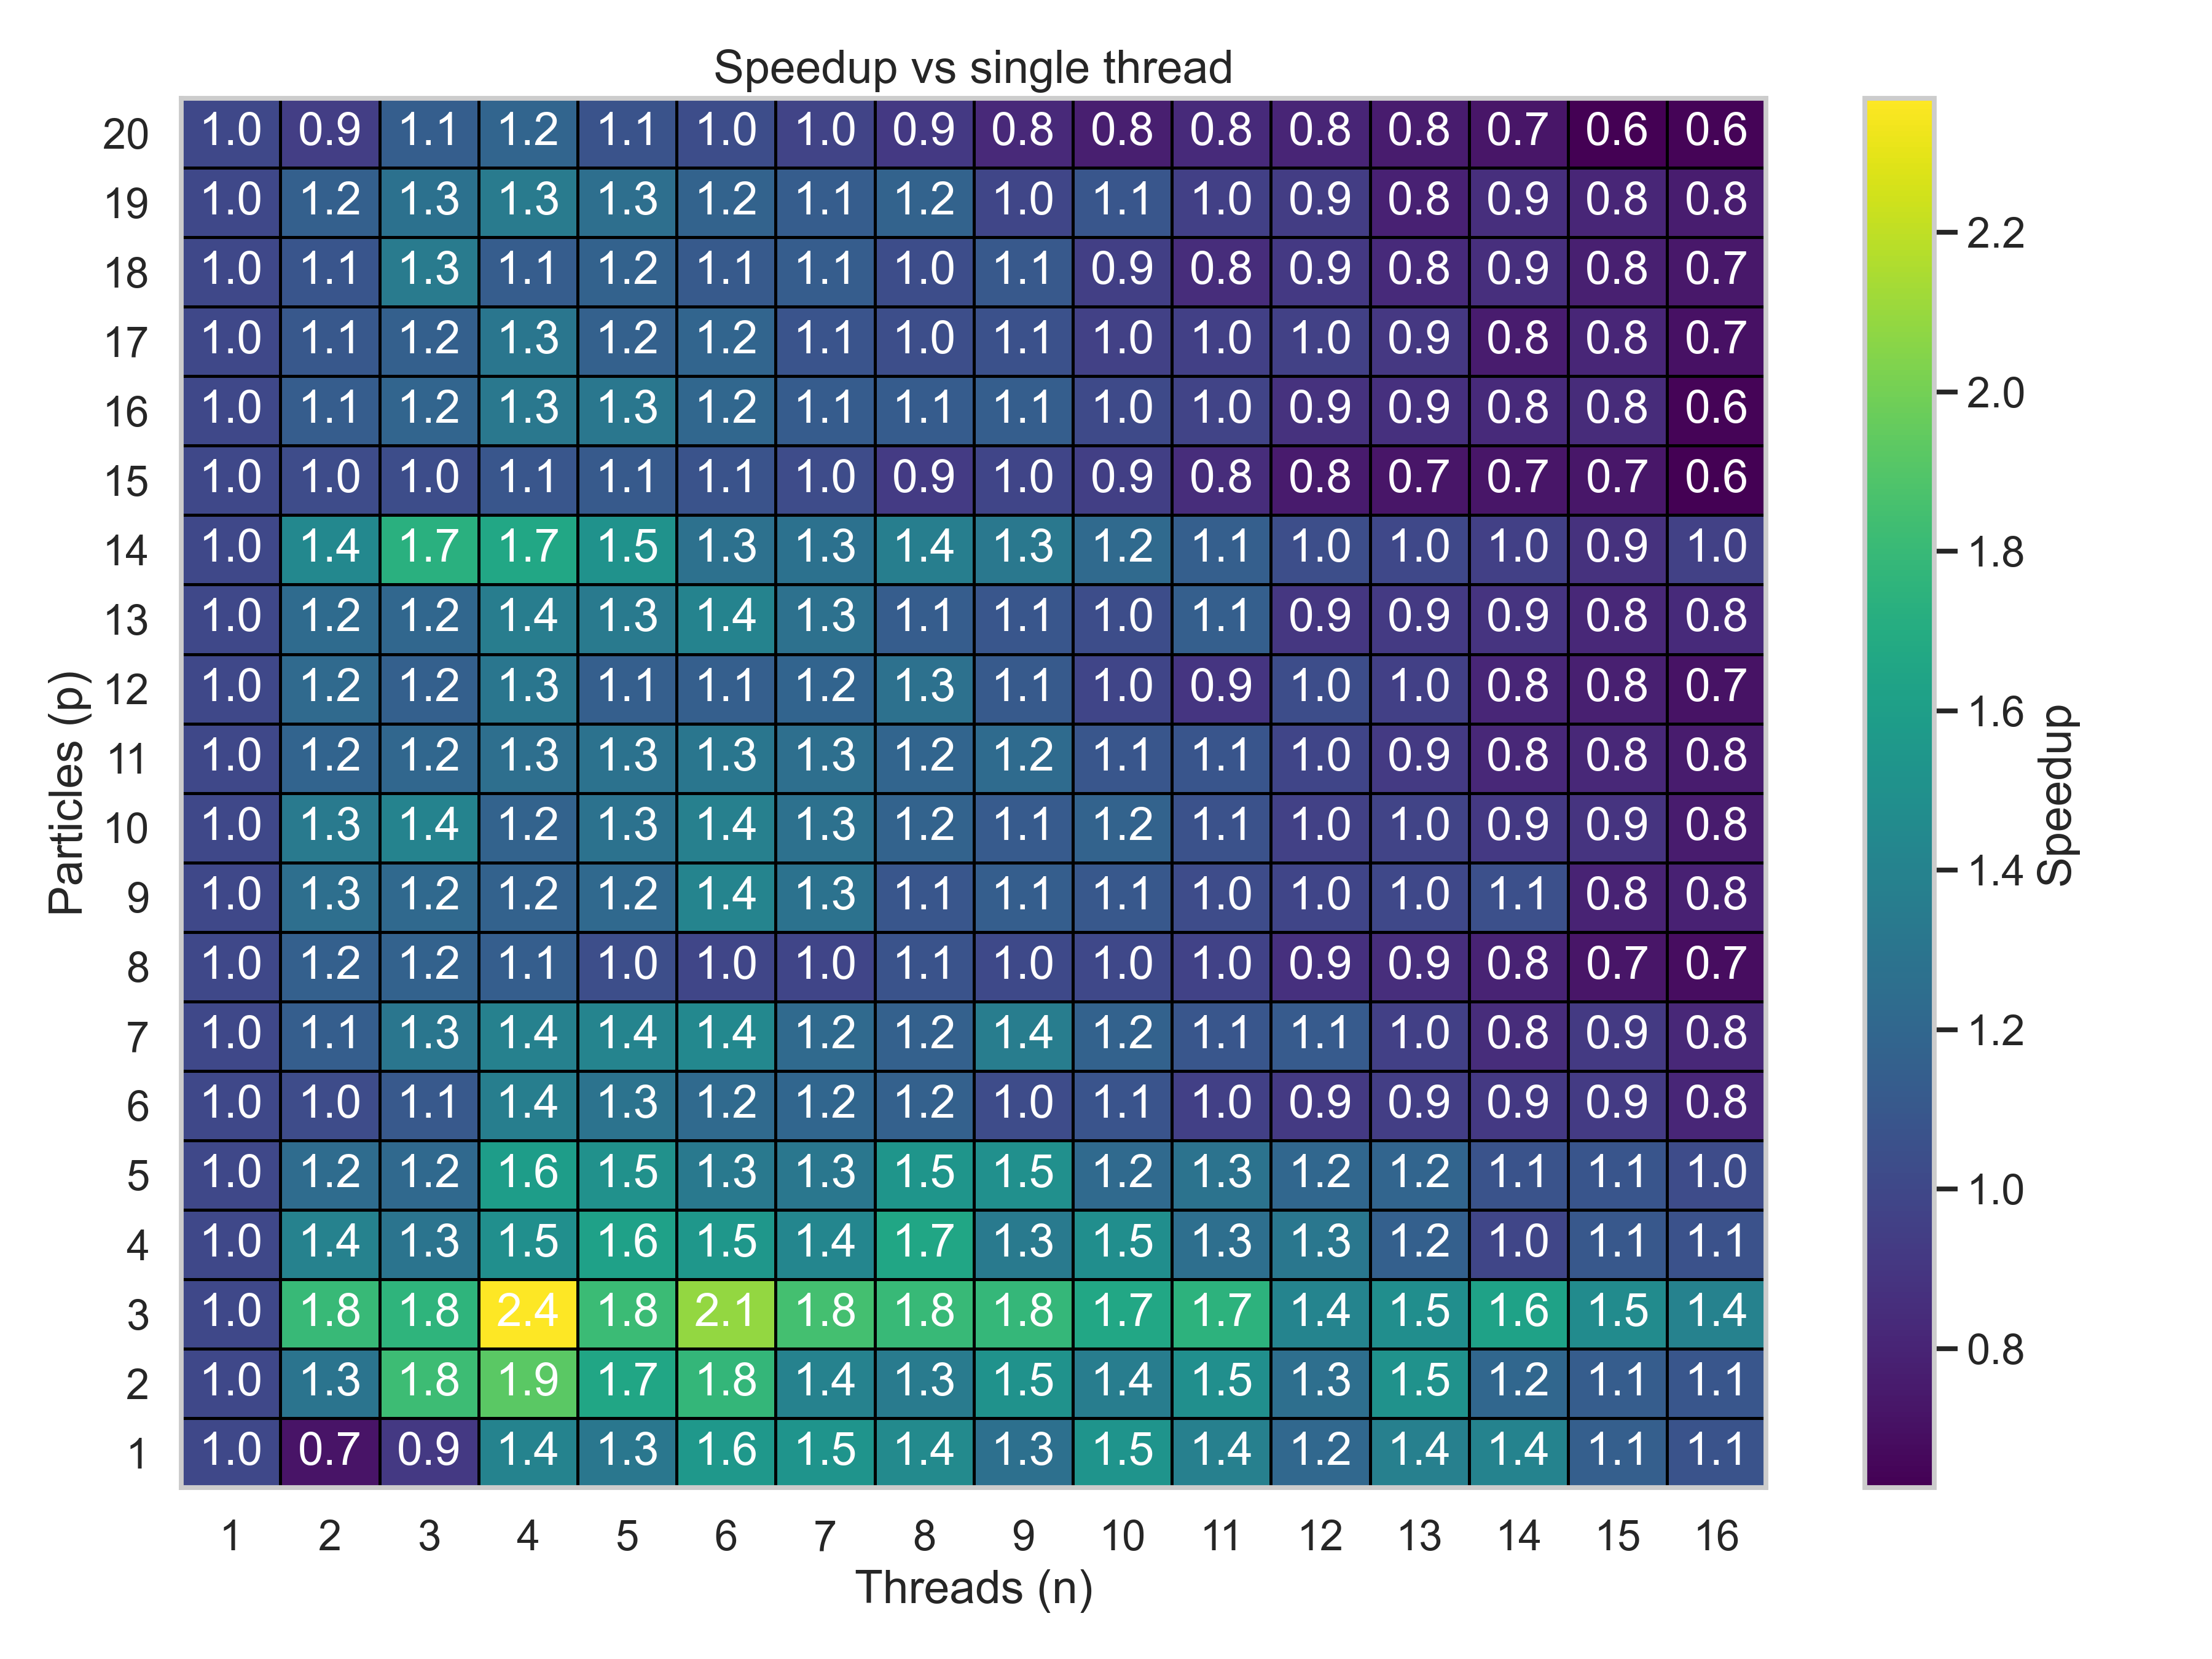 Speedup vs single thread
20 1.0 0.9 1.1 1.2 1.1 1.0 1.0 0.9 0.8 0.8 0.8 0.8 0.8 0.7 0.6 0.6
19 1.0 1.2 1.3 1.3 1.3 1.2 1.1 1.2 1.0 1.1 1.0 0.9 0.8 0.9 0.8 0.8
18 1.0 1.1 1.3 1.1 1.2 1.1 1.1 1.0 1.1 0.9 0.8 0.9 0.8 0.9 0.8 0.7
17 1.0 1.1 1.2 1.3 1.2 1.2 1.1 1.0 1.1 1.0 1.0 1.0 0.9 0.8 0.8 0.7
16 1.0 1.1 1.2 1.3 1.3 1.2 1.1 1.1 1.1 1.0 1.0 0.9 0.9 0.8 0.8 0.6
15 1.0 1.0 1.0 1.1 1.1 1.1 1.0 0.9 1.0 0.9 0.8 0.8 0.7 0.7 0.7 0.6
14 1.0 1.4 1.7 1.7 1.5 1.3 1.3 1.4 1.3 1.2 1.1 1.0 1.0 1.0 0.9 1.0
13 1.0 1.2 1.2 1.4 1.3 1.4 1.3 1.1 1.1 1.0 1.1 0.9 0.9 0.9 0.8 0.8
12 1.0 1.2 1.2 1.3 1.1 1.1 1.2 1.3 1.1 1.0 0.9 1.0 1.0 0.8 0.8 0.7
11 1.0 1.2 1.2 1.3 1.3 1.3 1.3 1.2 1.2 1.1 1.1 1.0 0.9 0.8 0.8 0.8
10 1.0 1.3 1.4 1.2 1.3 1.4 1.3 1.2 1.1 1.2 1.1 1.0 1.0 0.9 0.9 0.8
9 1.0 1.3 1.2 1.2 1.2 1.4 1.3 1.1 1.1 1.1 1.0 1.0 1.0 1.1 0.8 0.8
8 1.0 1.2 1.2 1.1 1.0 1.0 1.0 1.1 1.0 1.0 1.0 0.9 0.9 0.8 0.7 0.7
7 1.0 1.1 1.3 1.4 1.4 1.4 1.2 1.2 1.4 1.2 1.1 1.1 1.0 0.8 0.9 0.8
6 1.0 1.0 1.1 1.4 1.3 1.2 1.2 1.2 1.0 1.1 1.0 0.9 0.9 0.9 0.9 0.8
5 1.0 1.2 1.2 1.6 1.5 1.3 1.3 1.5 1.5 1.2 1.3 1.2 1.2 1.1 1.1 1.0
4 1.0 1.4 1.3 1.5 1.6 1.5 1.4 1.7 1.3 1.5 1.3 1.3 1.2 1.0 1.1 1.1
3 1.0 1.8 1.8 2.4 1.8 2.1 1.8 1.8 1.8 1.7 1.7 1.4 1.5 1.6 1.5 1.4
2 1.0 1.3 1.8 1.9 1.7 1.8 1.4 1.3 1.5 1.4 1.5 1.3 1.5 1.2 1.1 1.1
1 1.0 0.7 0.9 1.4 1.3 1.6 1.5 1.4 1.3 1.5 1.4 1.2 1.4 1.4 1.1 1.1
1 2 3 4 5 6 7 8 9 10 11 12 13 14 15 16
Threads (n)
Particles (p)
2.2
2.0
1.8
1.6
1.4
1.2
1.0
0.8
Speedup